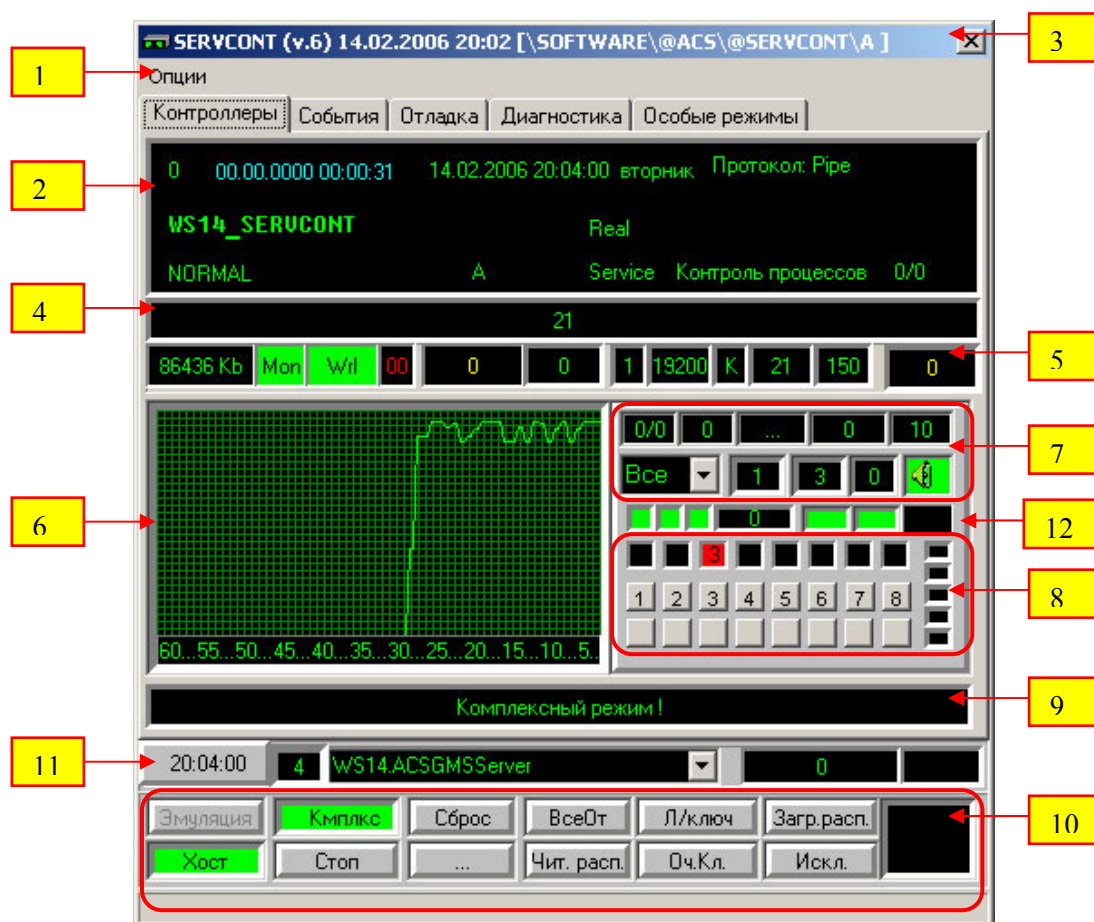 SERVCONT (v.6) 14.02.2006 20:02 [\SOFTWARE\@ACS\@SERVCONT\A ]
3
1
Опции
Контроллеры События Отладка Диагностика Особые режимы
2
0 00.00.0000 00:00:31 14.02.2006 20:04:00 вторник Протокол: Pipe
WS14_SERVCONT Real
NORMAL A Service Контроль процессов 0/0
4
21
86436 Kb Mon Wrl 00 0 0 1 19200 K 21 150 0
5
0/0 0 ... 0 10
7
Все 1 3 0
6
0
12
3
1 2 3 4 5 6 7 8
8
60...55...50...45...40...35...30...25...20...15...10...5..
Комплексный режим !
9
11
20:04:00 4 WS14.ACSGMSServer 0
Эмуляция Кмплкс Сброс ВсеОт Л/ключ Загр.расп.
10
Хост Стоп ... Чит. расп. Оч.Кл. Искл.